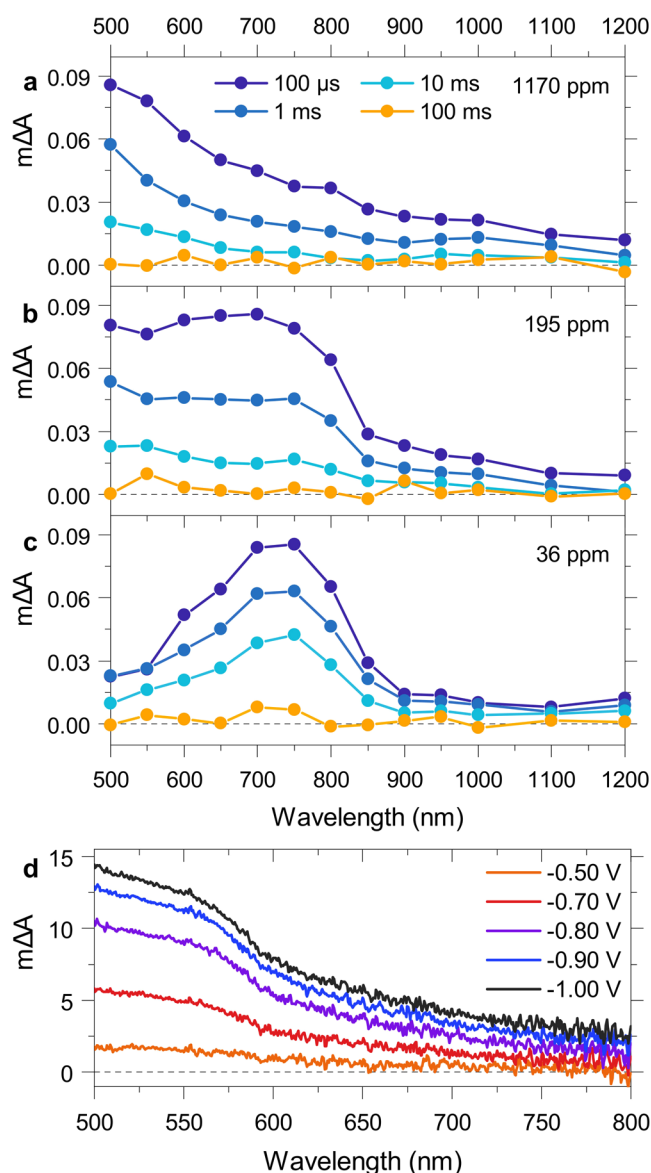 500 600 700 800 900 1000 1100 1200
a
0.09
100 µs 10 ms 1170 ppm
1 ms 100 ms
0.06
m∆A
0.03
0.00
b
0.09
195 ppm
0.06
m∆A
0.03
0.00
c
0.09
36 ppm
0.06
m∆A
0.03
0.00
500 600 700 800 900 1000 1100 1200
Wavelength (nm)
d
15
-0.50 V
-0.70 V
10
-0.80 V
-0.90 V
-1.00 V
m∆A
5
0
500 550 600 650 700 750 800
Wavelength (nm)